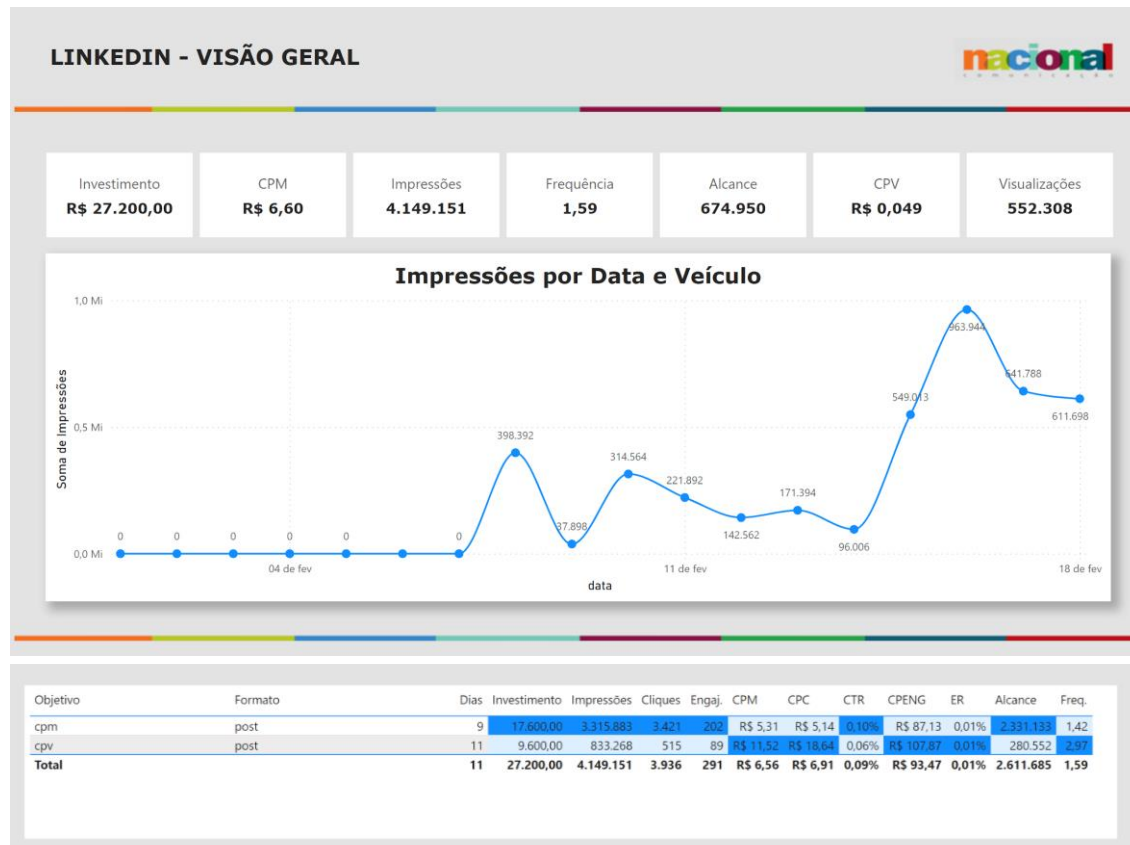 LINKEDIN - VISÃO GERAL
nacional
comunicação
Investimento
R$ 27.200,00
CPM
R$ 6,60
Impressões
4.149.151
Frequência
1,59
Alcance
674.950
CPV
R$ 0,049
Visualizações
552.308
Impressões por Data e Veículo
1,0 Mi
0,5 Mi
0,0 Mi
Soma de Impressões
0 0 0 0 0 0
398.392
37.898
314.564
221.892
142.562
171.394
96.006
549.013
963.944
641.788
611.698
04 de fev 11 de fev 18 de fev
data
Objetivo Formato Dias Investimento Impressões Cliques Engaj. CPM CPC CTR CPENG ER Alcance Freq.
cpm post 9 17.600,00 3.315.883 3.421 202 R$ 5,31 R$ 5,14 0,10% R$ 87,13 0,01% 2.331.133 1,42
cpv post 11 9.600,00 833.268 515 89 R$ 11,52 R$ 18,64 0,06% R$ 107,87 0,01% 280.552 2,97
Total 11 27.200,00 4.149.151 3.936 291 R$ 6,56 R$ 6,91 0,09% R$ 93,47 0,01% 2.611.685 1,59